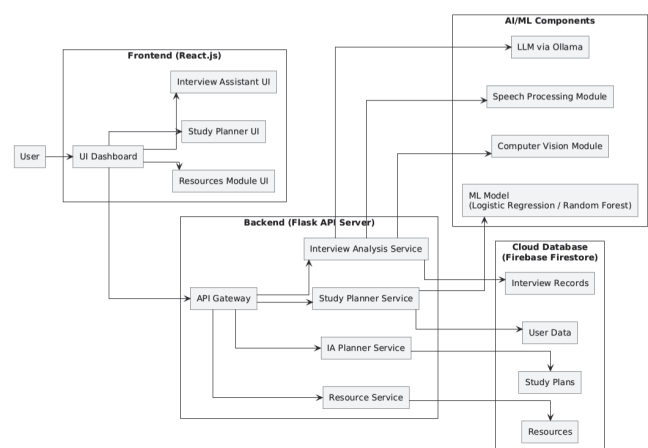 AI/ML Components
LLM via Ollama
Frontend (React.js)
Interview Assistant UI
Speech Processing Module
Study Planner UI
User
UI Dashboard
Computer Vision Module
Resources Module UI
ML Model
(Logistic Regression / Random Forest)
Backend (Flask API Server)
Interview Analysis Service
Cloud Database
(Firebase Firestore)
Interview Records
API Gateway
Study Planner Service
User Data
IA Planner Service
Study Plans
Resource Service
Resources